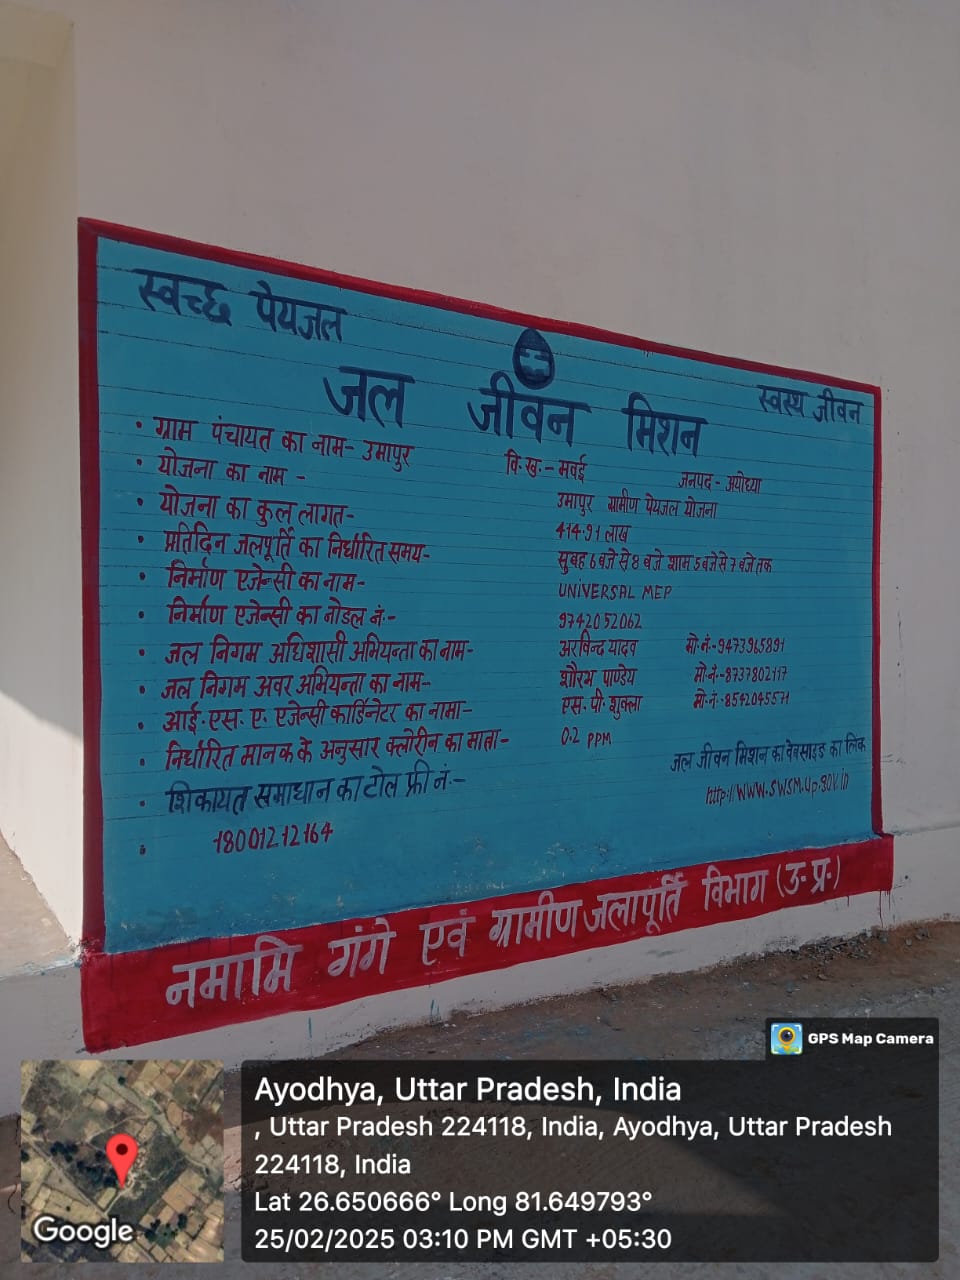 स्वच्छ पेयजल
स्वस्थ जीवन
जल जीवन मिशन
• ग्राम पंचायत का नाम- उमापुर वि.ख.- मवई जनपद- अयोध्या
• योजना का नाम - उमापुर ग्रामीण पेयजल योजना
• योजना का कुल लागत- 414.91 लाख
• प्रतिदिन जलपूर्ति का निर्धारित समय- सुबह 6 बजे से 8 बजे शाम 5 बजे से 7 बजे तक
• निर्माण एजेन्सी का नाम- UNIVERSAL MEP
• निर्माण एजेन्सी का नोडल नं.- 9742052062
• जल निगम अधिशासी अभियन्ता का नाम- अरविन्द यादव मो.नं.-9473965891
• जल निगम अवर अभियन्ता का नाम- शौरभ पाण्डेय मो.नं.-8737802117
• आई.एस.ए. एजेन्सी कार्डिनेटर का नामा- एस.पी.शुक्ला मो.नं.-8542045571
• निर्धारित मानक के अनुसार क्लोरीन का माता- 0.2 PPM
• शिकायत समाधान का टोल फ्री नं.-
• 18001212164
जल जीवन मिशन का वेबसाइड का लिंक
http://WWW.SWSM.Up.gov.in
नमामि गंगे एवं ग्रामीण जलापूर्ति विभाग (उ.प्र.)
GPS Map Camera
Google
Ayodhya, Uttar Pradesh, India
, Uttar Pradesh 224118, India, Ayodhya, Uttar Pradesh
224118, India
Lat 26.650666° Long 81.649793°
25/02/2025 03:10 PM GMT +05:30